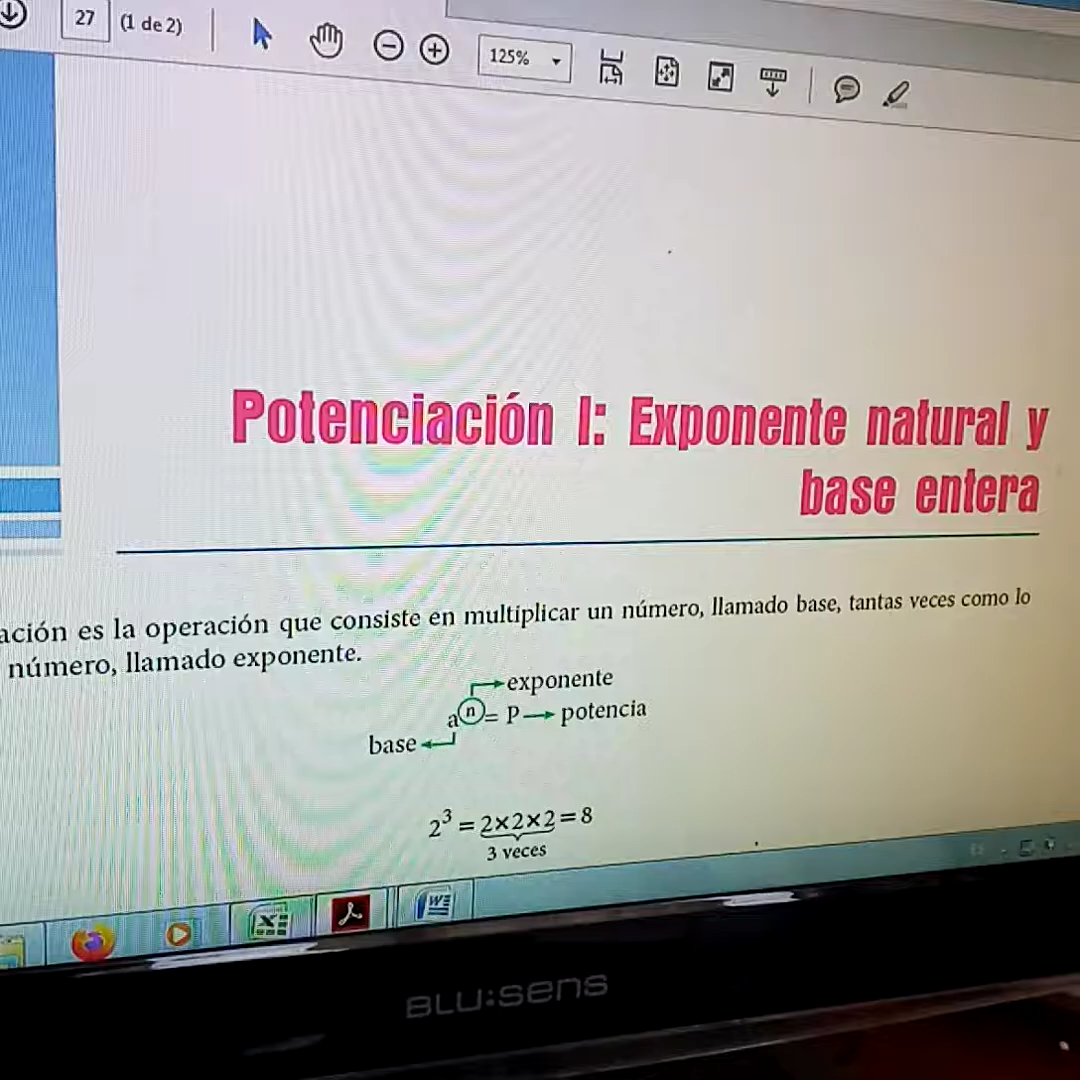 27 (1 de 2) 125%
Potenciación I: Exponente natural y
base entera
ación es la operación que consiste en multiplicar un número, llamado base, tantas veces como lo
número, llamado exponente.
exponente
aⁿ = P → potencia
base
2³ = 2×2×2 = 8
3 veces
BLU:SENS